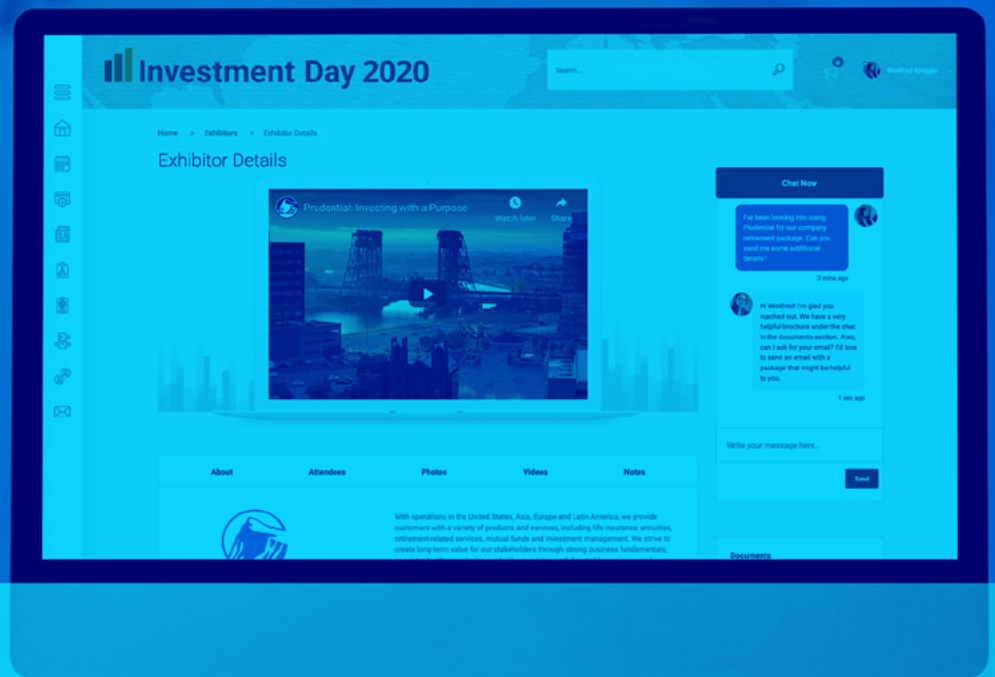 Investment Day 2020
Search...
4
Winifred Maggie
Home > Exhibitors > Exhibitor Details
Exhibitor Details
Prudential: Investing with a Purpose
Watch later
Share
Chat Now
I've been looking into using
Prudential for our company
retirement package. Can you
send me some additional
details?
3 mins ago
Hi Winifred! I'm glad you
reached out. We have a very
helpful brochure under the chat
in the documents section. Also,
can I ask for your email? I'd love
to send an email with a
package that might be helpful
to you.
1 sec ago
Write your message here..
Send
About Attendees Photos Videos Notes
With operations in the United States, Asia, Europe and Latin America, we provide
customers with a variety of products and services, including life insurance, annuities,
retirement-related services, mutual funds and investment management. We strive to
create long-term value for our stakeholders through strong business fundamentals,
Documents